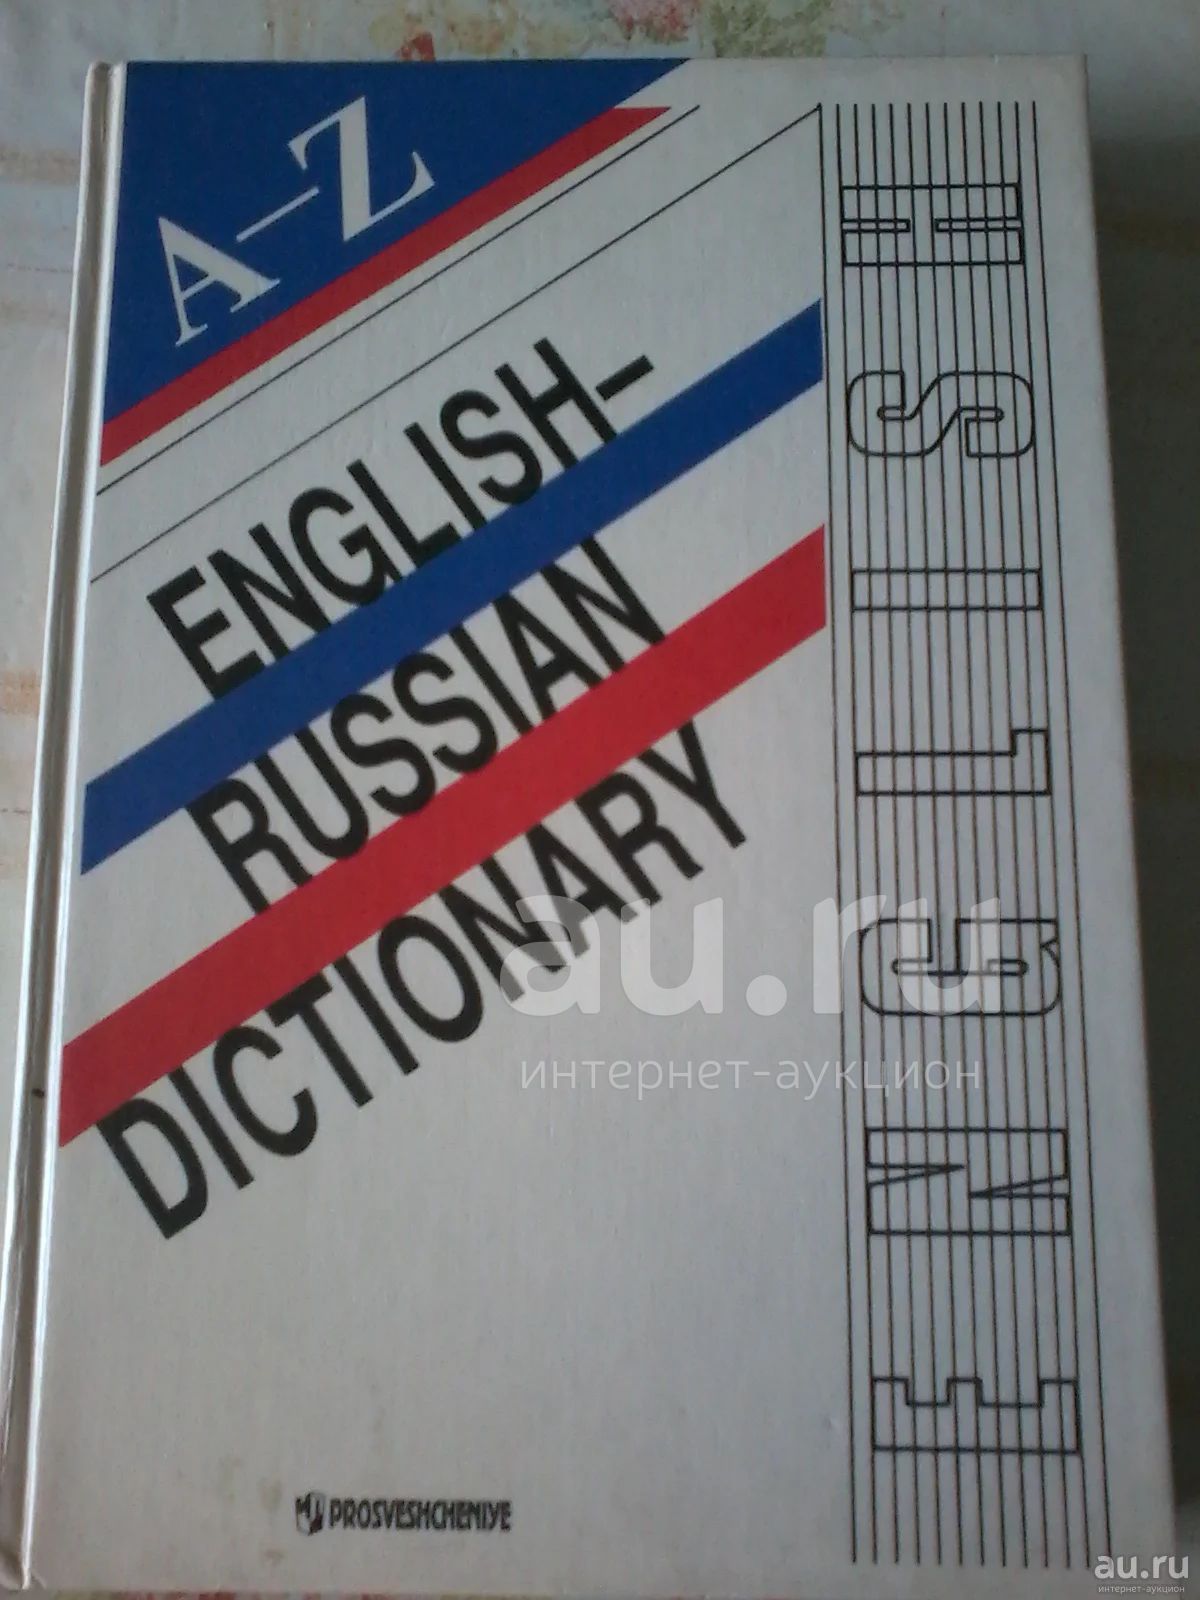 A–Z
ENGLISH–
RUSSIAN
DICTIONARY
ENGLISH
PROSVESHCHENIYE
au.ru
интернет-аукцион
au.ru
интернет-аукцион